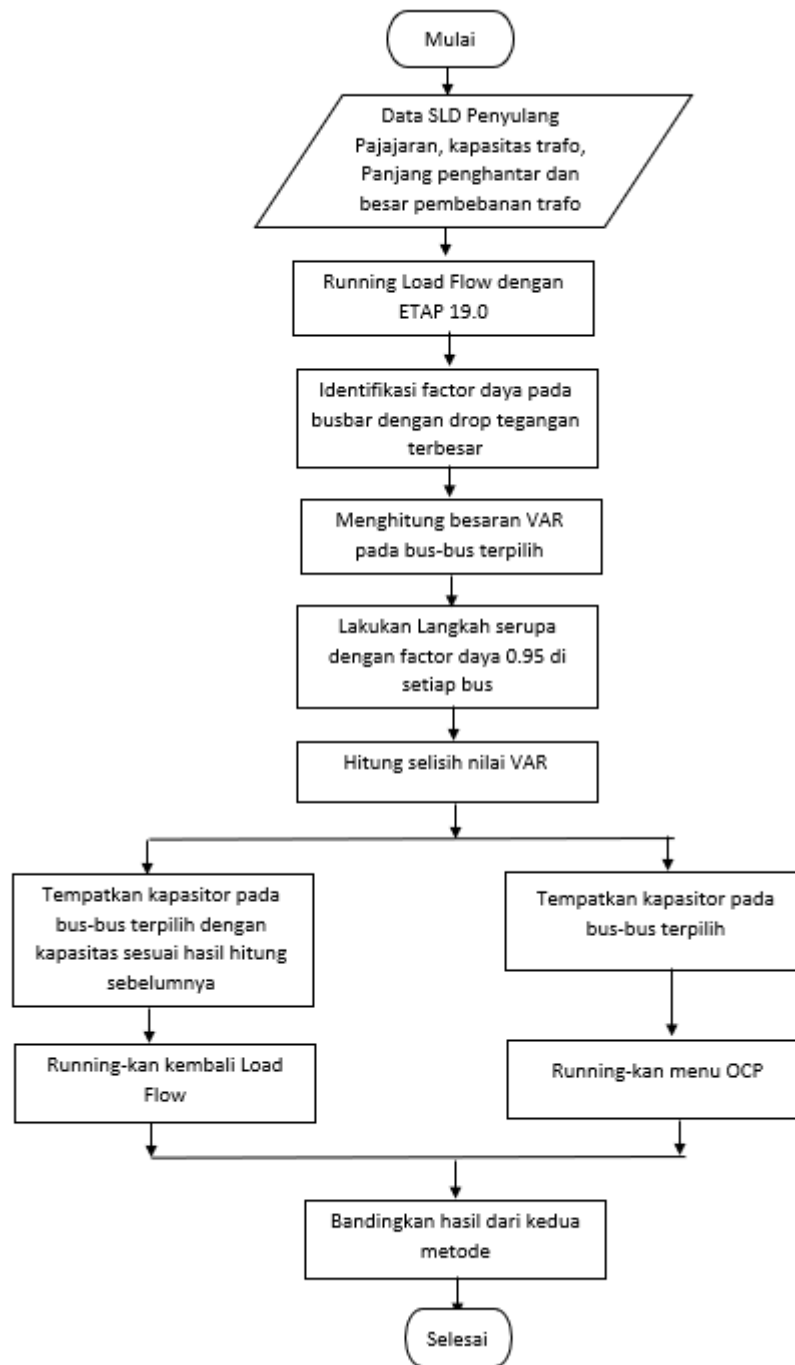 Mulai
Data SLD Penyulang
Pajajaran, kapasitas trafo,
Panjang penghantar dan
besar pembebanan trafo
Running Load Flow dengan
ETAP 19.0
Identifikasi factor daya pada
busbar dengan drop tegangan
terbesar
Menghitung besaran VAR
pada bus-bus terpilih
Lakukan Langkah serupa
dengan factor daya 0.95 di
setiap bus
Hitung selisih nilai VAR
Tempatkan kapasitor pada
bus-bus terpilih dengan
kapasitas sesuai hasil hitung
sebelumnya
Tempatkan kapasitor pada
bus-bus terpilih
Running-kan kembali Load
Flow
Running-kan menu OCP
Bandingkan hasil dari kedua
metode
Selesai